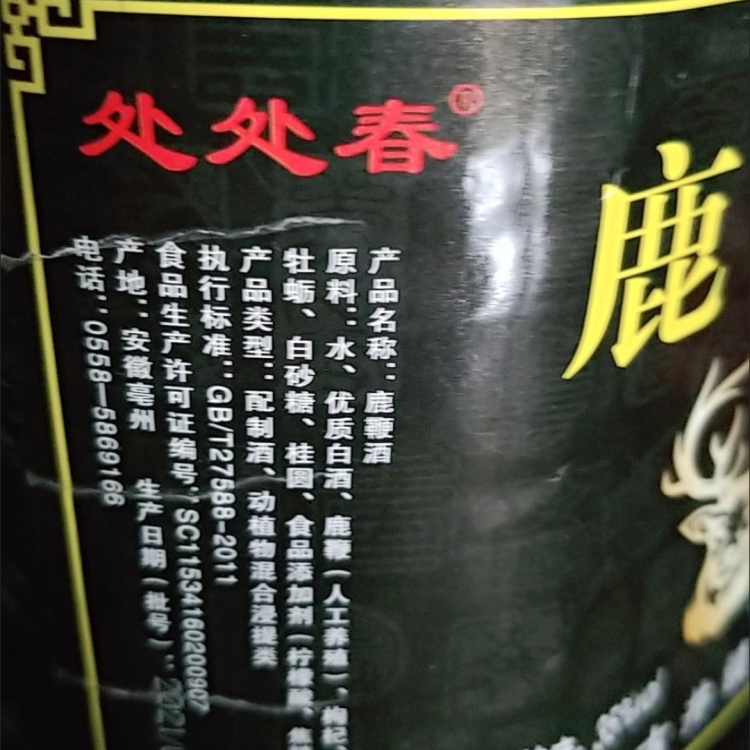 处处春®
鹿
产品名称：鹿鞭酒
原料：水、优质白酒、鹿鞭（人工养殖）、枸杞、
牡蛎、白砂糖、桂圆、食品添加剂（柠檬酸、焦
产品类型：配制酒、动植物混合浸提类
执行标准：GB/T27588-2011
食品生产许可证编号：SC11534160200907
产地：安徽亳州 生产日期（批号）：2021/
电话：0558—5869166